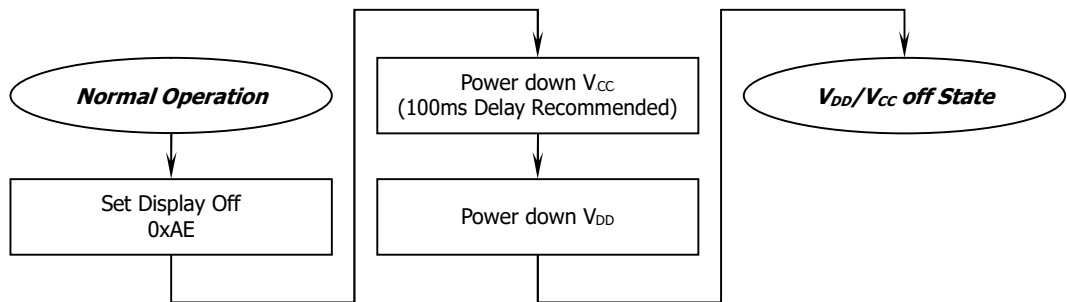 Normal Operation
Set Display Off
0xAE
Power down VCC
(100ms Delay Recommended)
Power down VDD
VDD/VCC off State